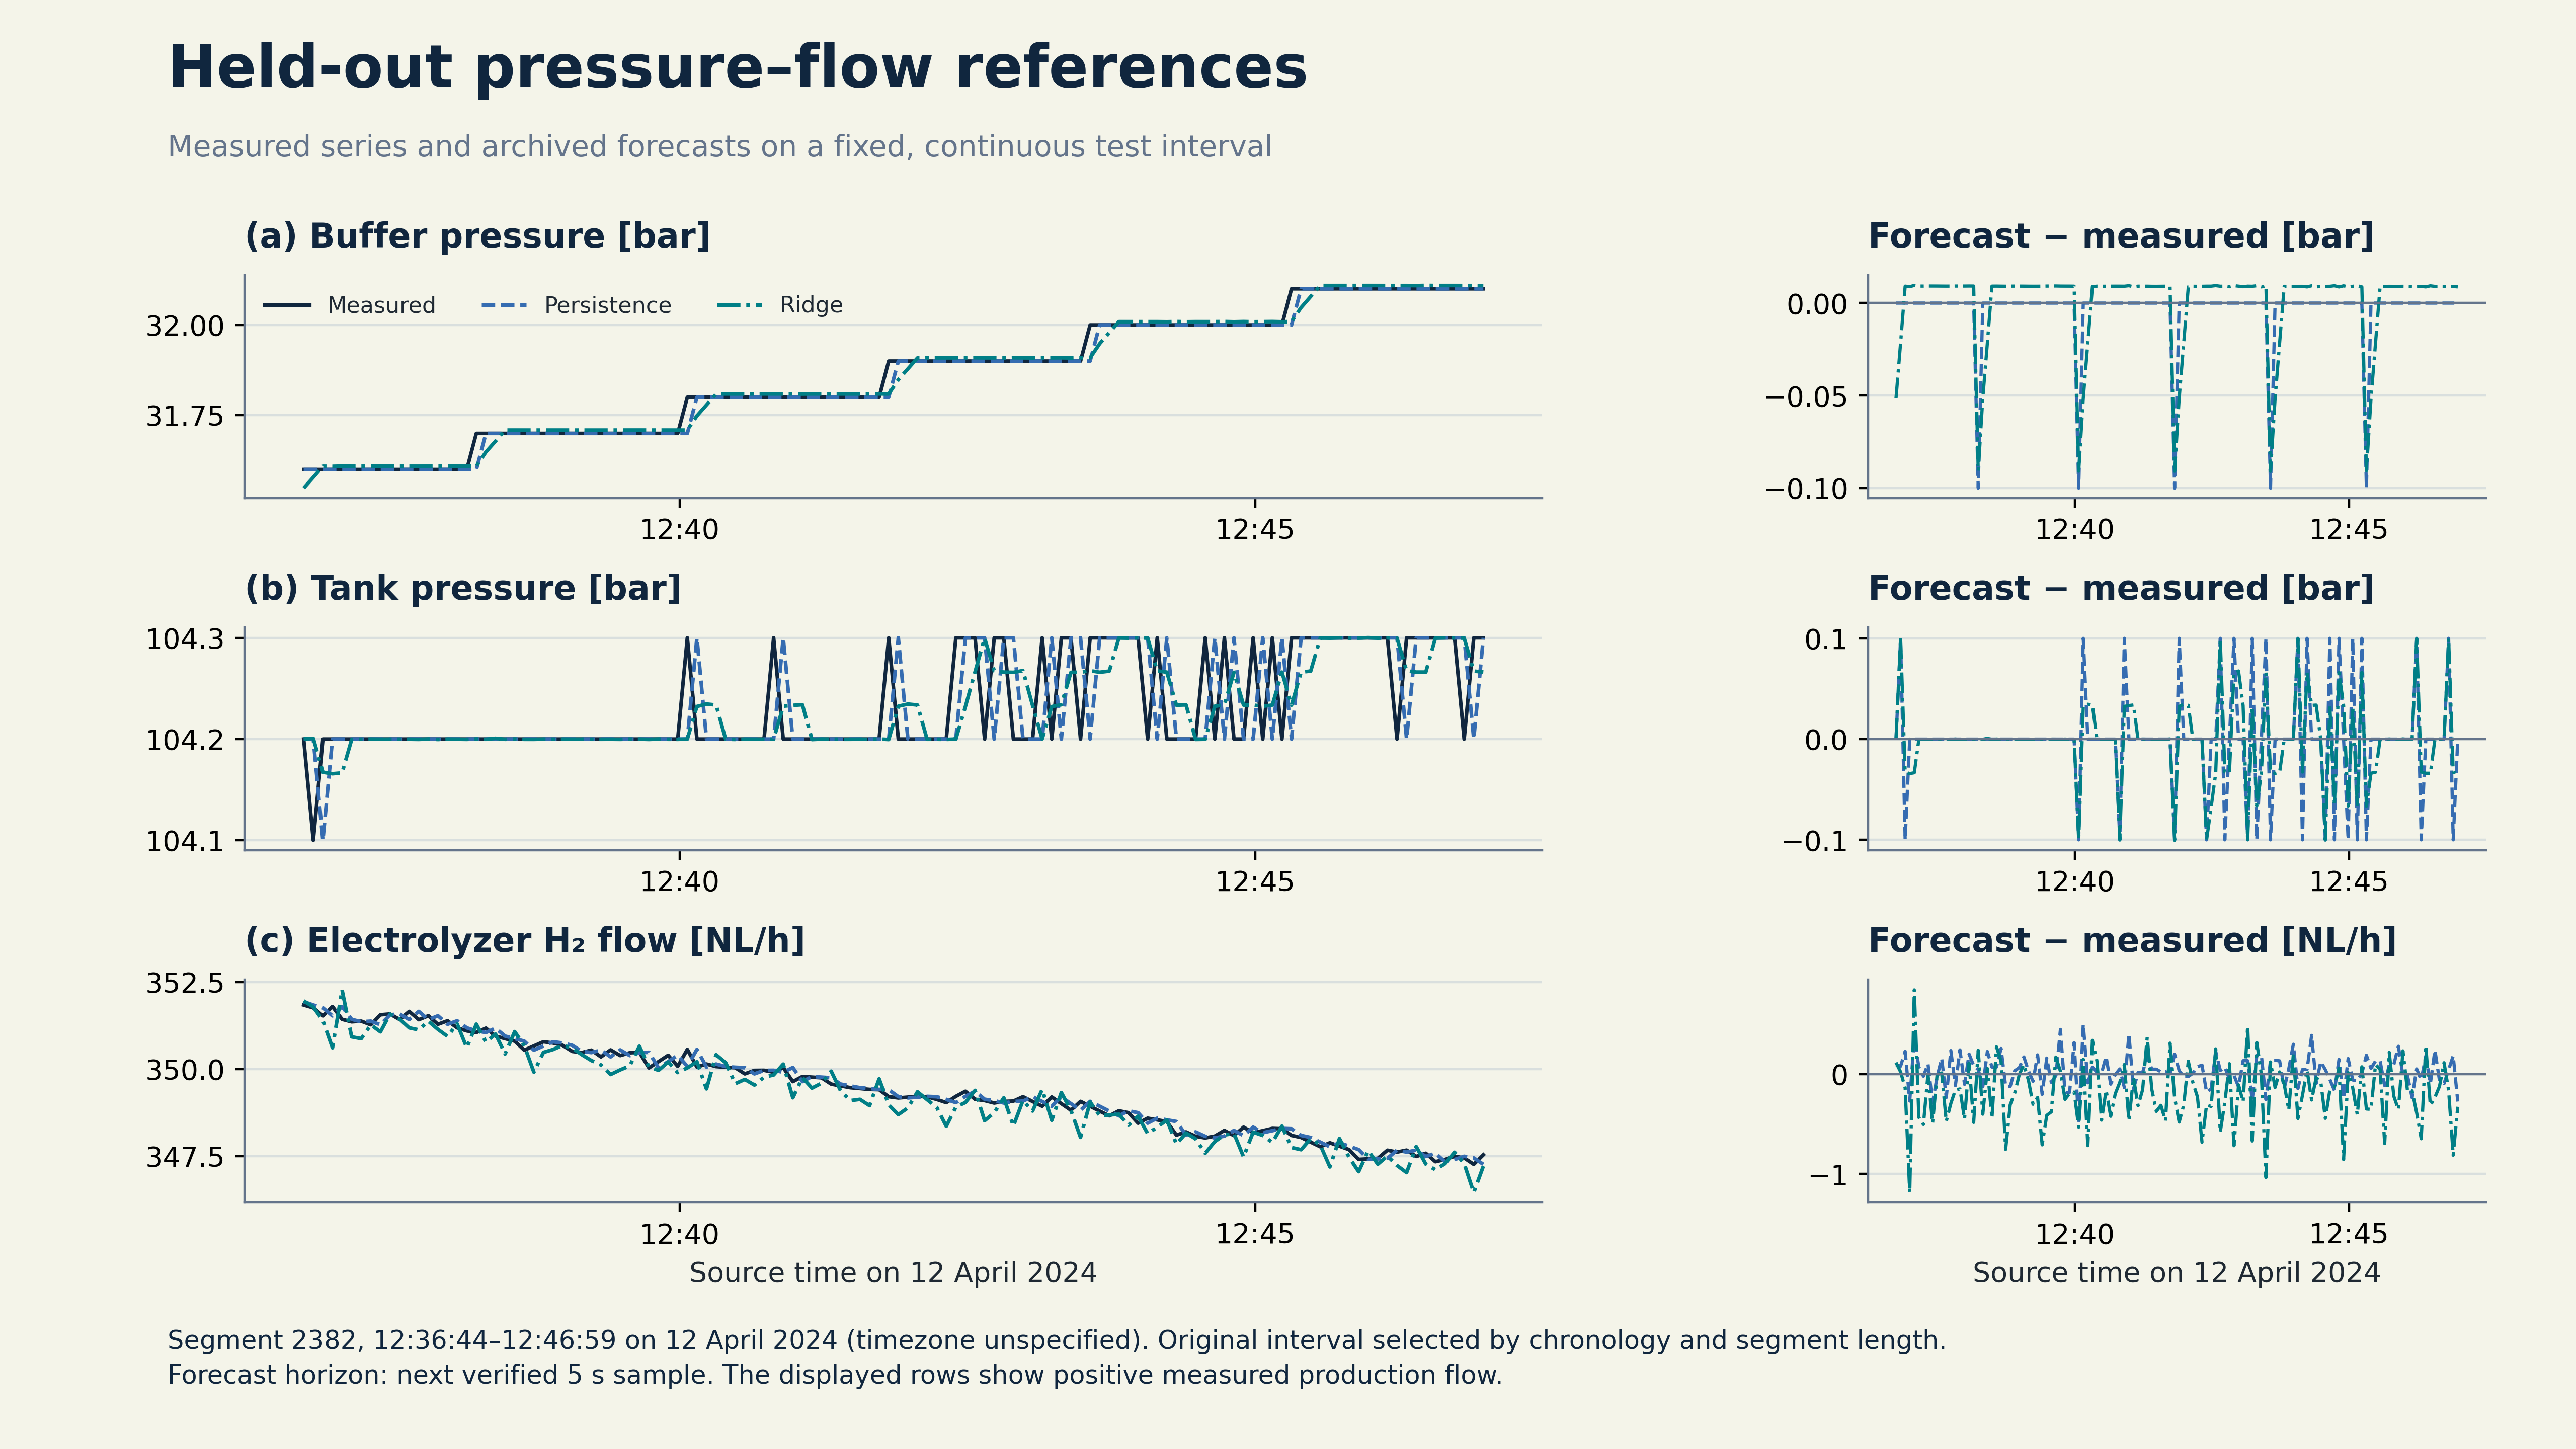 Held-out pressure–flow references
Measured series and archived forecasts on a fixed, continuous test interval
(a) Buffer pressure [bar]
Measured
Persistence
Ridge
32.00
31.75
12:40
12:45
Forecast − measured [bar]
0.00
−0.05
−0.10
12:40
12:45
(b) Tank pressure [bar]
104.3
104.2
104.1
12:40
12:45
Forecast − measured [bar]
0.1
0.0
−0.1
12:40
12:45
(c) Electrolyzer H₂ flow [NL/h]
352.5
350.0
347.5
12:40
12:45
Source time on 12 April 2024
Forecast − measured [NL/h]
0
−1
12:40
12:45
Source time on 12 April 2024
Segment 2382, 12:36:44–12:46:59 on 12 April 2024 (timezone unspecified). Original interval selected by chronology and segment length.
Forecast horizon: next verified 5 s sample. The displayed rows show positive measured production flow.